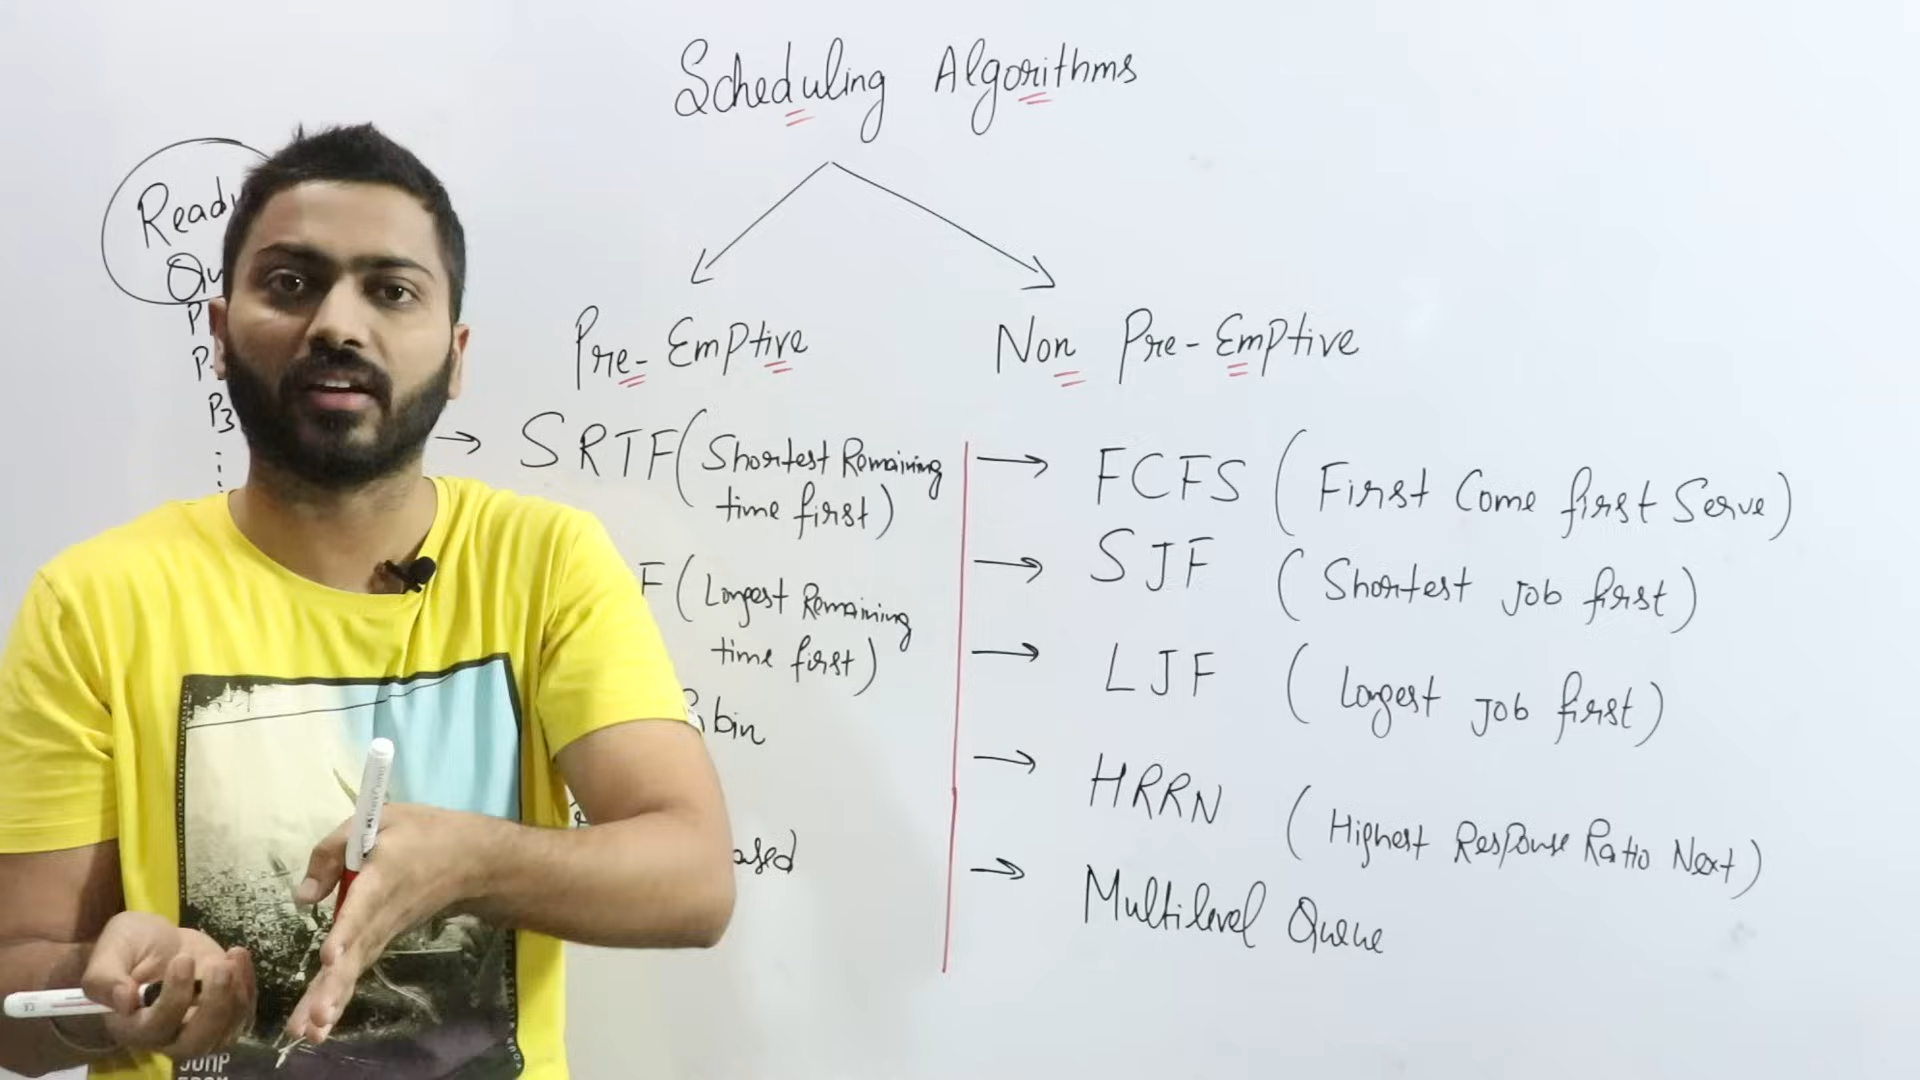 Scheduling Algorithms
Ready
Pre-Emptive
Non Pre-Emptive
P3
→ SRTF (Shortest Remaining
time first)
F (Longest Remaining
time first)
bin
ased
→ FCFS (First Come first Serve)
→ SJF (Shortest Job first)
→ LJF (Longest Job first)
→ HRRN (Highest Response Ratio Next)
→ Multilevel Queue
JUMP